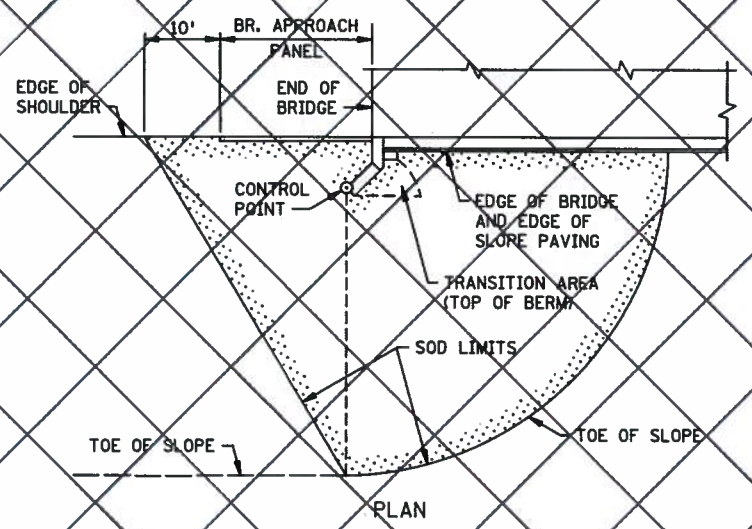 10'
BR. APPROACH
PANEL
EDGE OF
SHOULDER
END OF
BRIDGE
CONTROL
POINT
EDGE OF BRIDGE
AND EDGE OF
SLOPE PAVING
TRANSITION AREA
(TOP OF BERM)
SOD LIMITS
TOE OF SLOPE
TOE OF SLOPE
PLAN